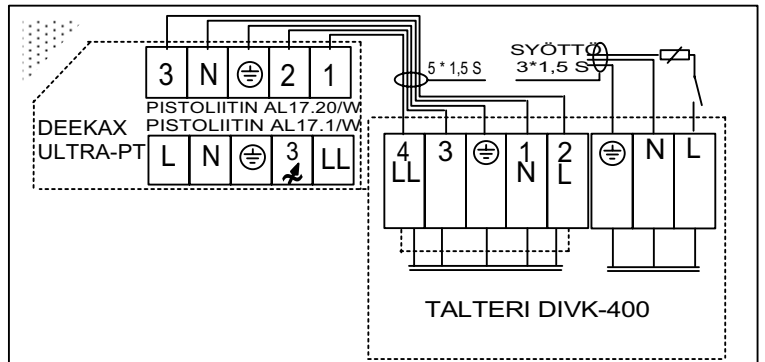 3 N 2 1
PISTOLIITIN AL17.20/W
PISTOLIITIN AL17.1/W
DEEKAX
ULTRA-PT
L N 3 LL
5 * 1,5 S
SYÖTTÖ
3*1,5 S
4 3 1 2 N L
LL N L
TALTERI DIVK-400